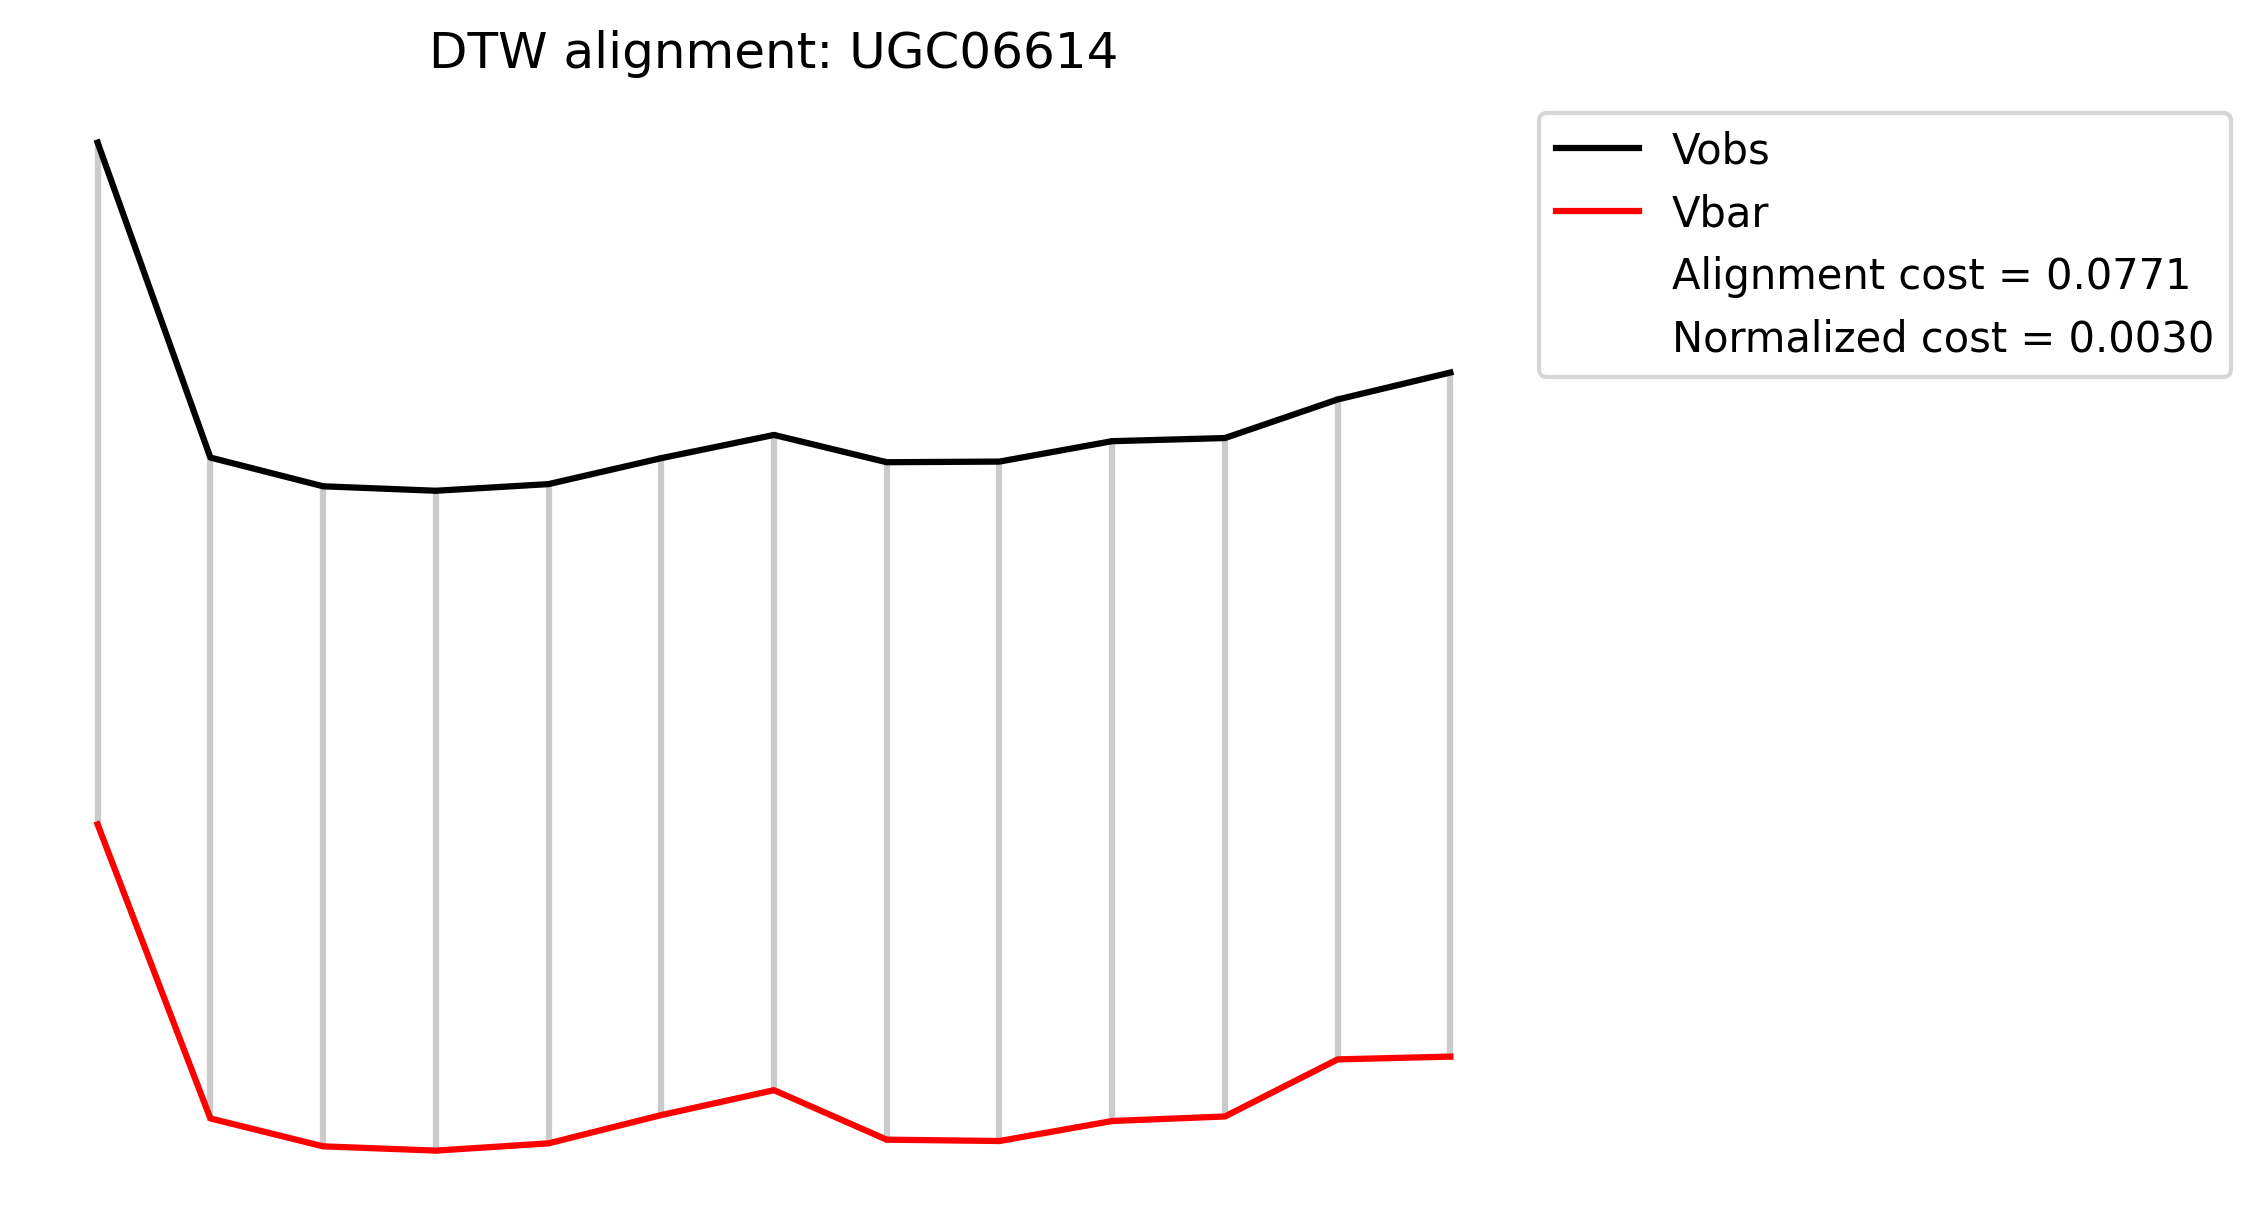 DTW alignment: UGC06614
Vobs
Vbar
Alignment cost = 0.0771
Normalized cost = 0.0030